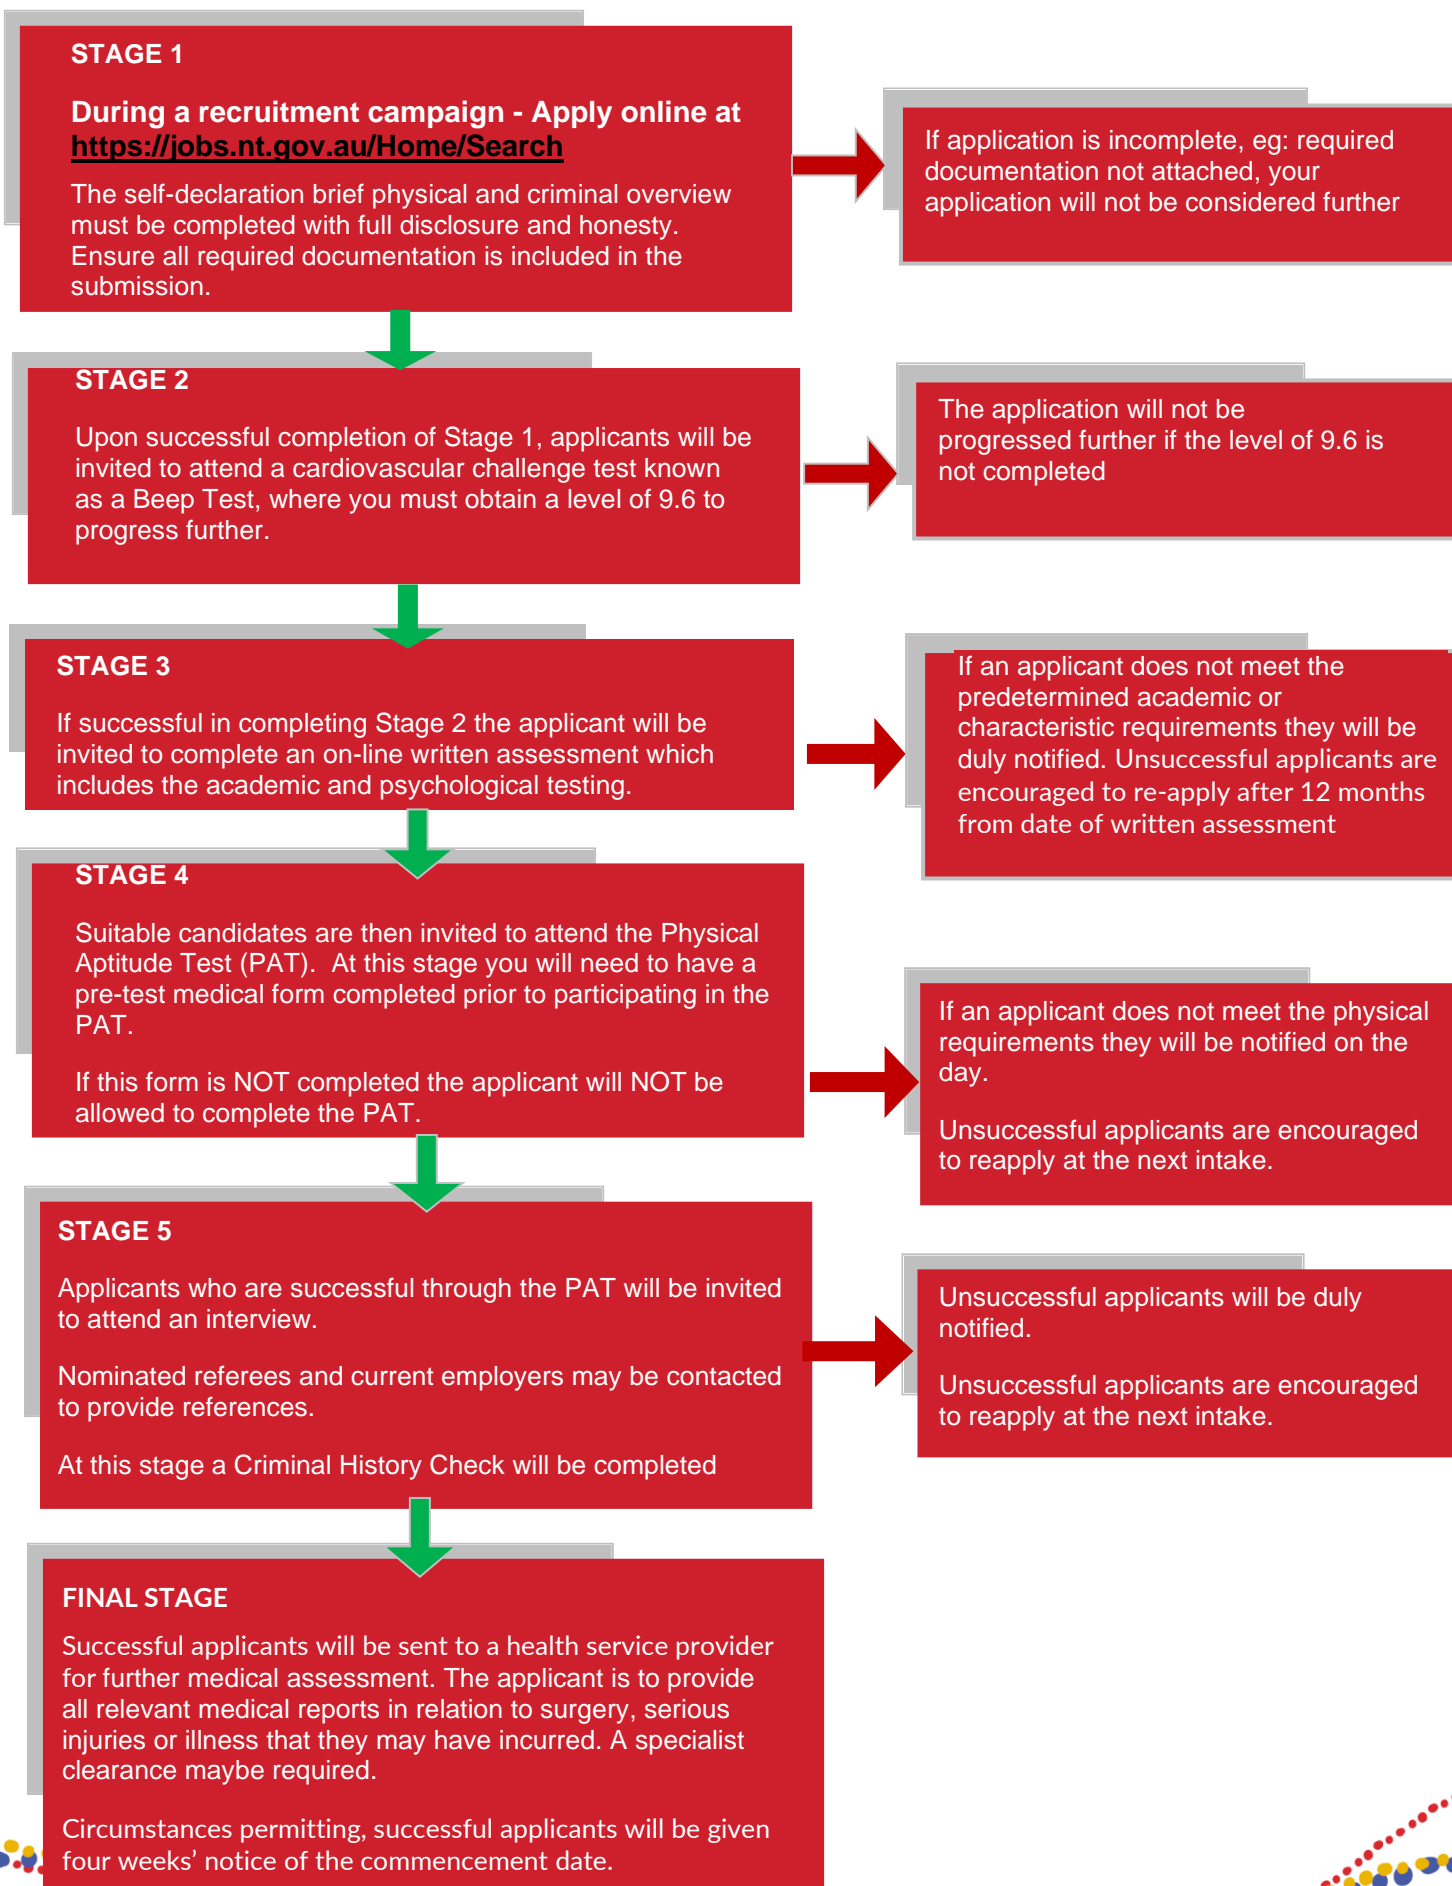 STAGE 1
During a recruitment campaign - Apply online at
https://jobs.nt.gov.au/Home/Search
The self-declaration brief physical and criminal overview
must be completed with full disclosure and honesty.
Ensure all required documentation is included in the
submission.
If application is incomplete, eg: required
documentation not attached, your
application will not be considered further
STAGE 2
Upon successful completion of Stage 1, applicants will be
invited to attend a cardiovascular challenge test known
as a Beep Test, where you must obtain a level of 9.6 to
progress further.
The application will not be
progressed further if the level of 9.6 is
not completed
STAGE 3
If successful in completing Stage 2 the applicant will be
invited to complete an on-line written assessment which
includes the academic and psychological testing.
If an applicant does not meet the
predetermined academic or
characteristic requirements they will be
duly notified. Unsuccessful applicants are
encouraged to re-apply after 12 months
from date of written assessment
STAGE 4
Suitable candidates are then invited to attend the Physical
Aptitude Test (PAT).  At this stage you will need to have a
pre-test medical form completed prior to participating in the
PAT.
If this form is NOT completed the applicant will NOT be
allowed to complete the PAT.
If an applicant does not meet the physical
requirements they will be notified on the
day.
Unsuccessful applicants are encouraged
to reapply at the next intake.
STAGE 5
Applicants who are successful through the PAT will be invited
to attend an interview.
Nominated referees and current employers may be contacted
to provide references.
At this stage a Criminal History Check will be completed
Unsuccessful applicants will be duly
notified.
Unsuccessful applicants are encouraged
to reapply at the next intake.
FINAL STAGE
Successful applicants will be sent to a health service provider
for further medical assessment. The applicant is to provide
all relevant medical reports in relation to surgery, serious
injuries or illness that they may have incurred. A specialist
clearance maybe required.
Circumstances permitting, successful applicants will be given
four weeks’ notice of the commencement date.